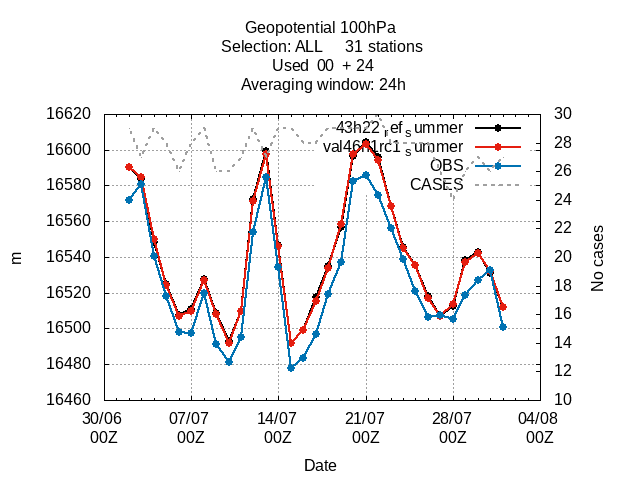 Geopotential 100hPa
Selection: ALL 31 stations
Used 00 + 24
Averaging window: 24h
16620
16600
16580
16560
16540
16520
16500
16480
16460
30
28
26
24
22
20
18
16
14
12
10
m
No cases
43h22_ref_summer
val46h1rc1_summer
OBS
CASES
30/06 07/07 14/07 21/07 28/07 04/08
00Z 00Z 00Z 00Z 00Z 00Z
Date